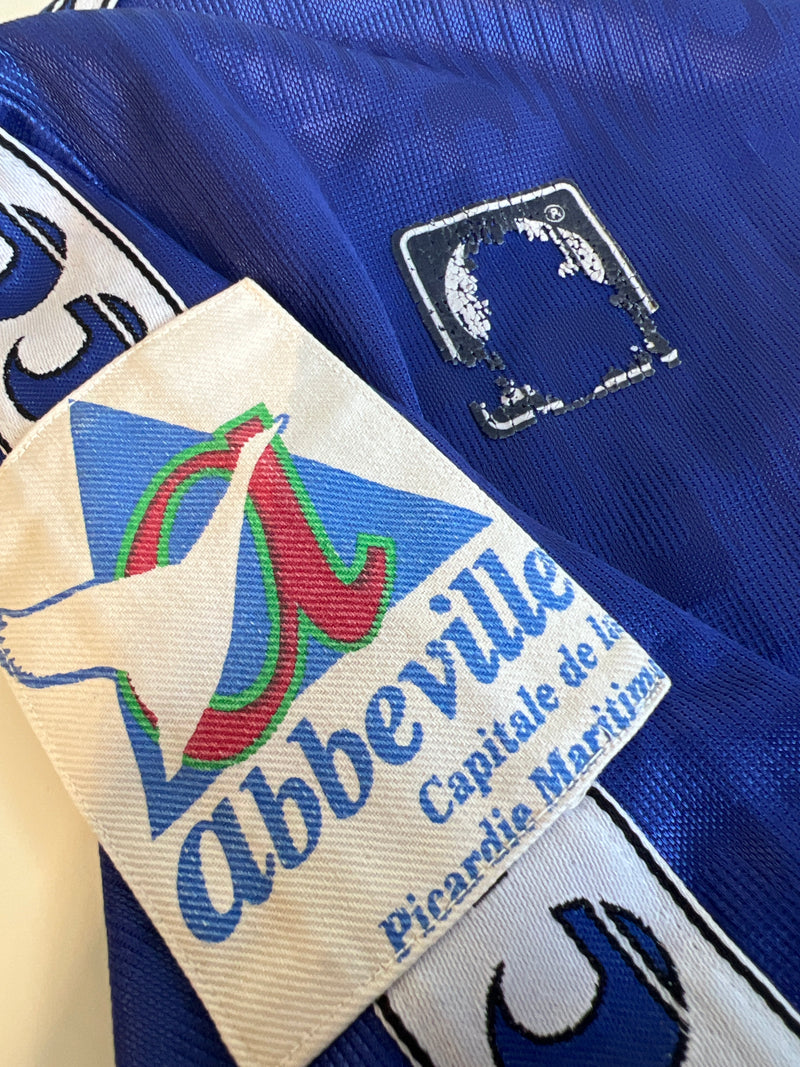 ®
a
abbeville
Capitale de la
Picardie Maritime